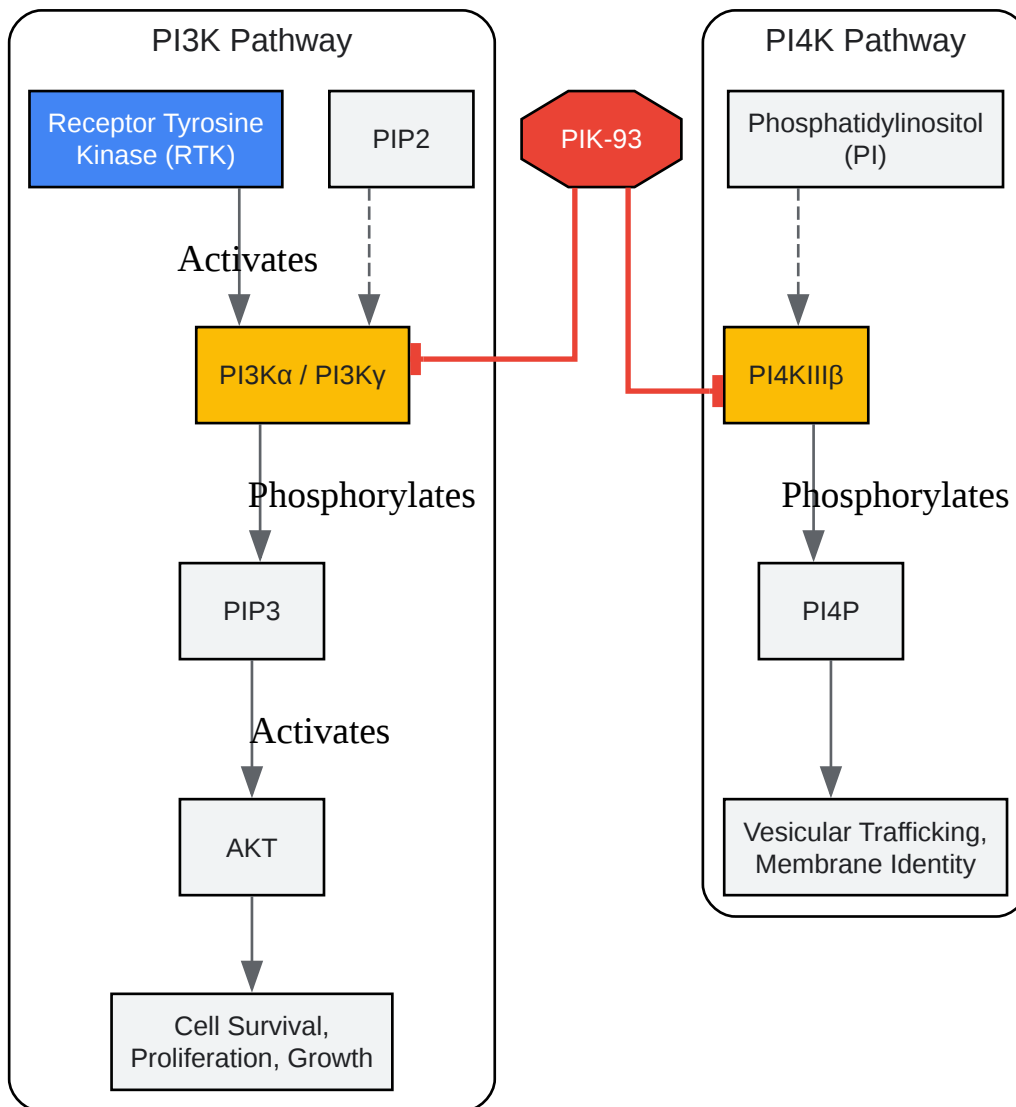 PI3K Pathway
PI4K Pathway
Receptor Tyrosine
Kinase (RTK)
PIP2
PIK-93
Phosphatidylinositol
(PI)
Activates
PI3Kα / PI3Kγ
PI4KIIIβ
Phosphorylates
Phosphorylates
PIP3
PI4P
Activates
AKT
Vesicular Trafficking,
Membrane Identity
Cell Survival,
Proliferation, Growth